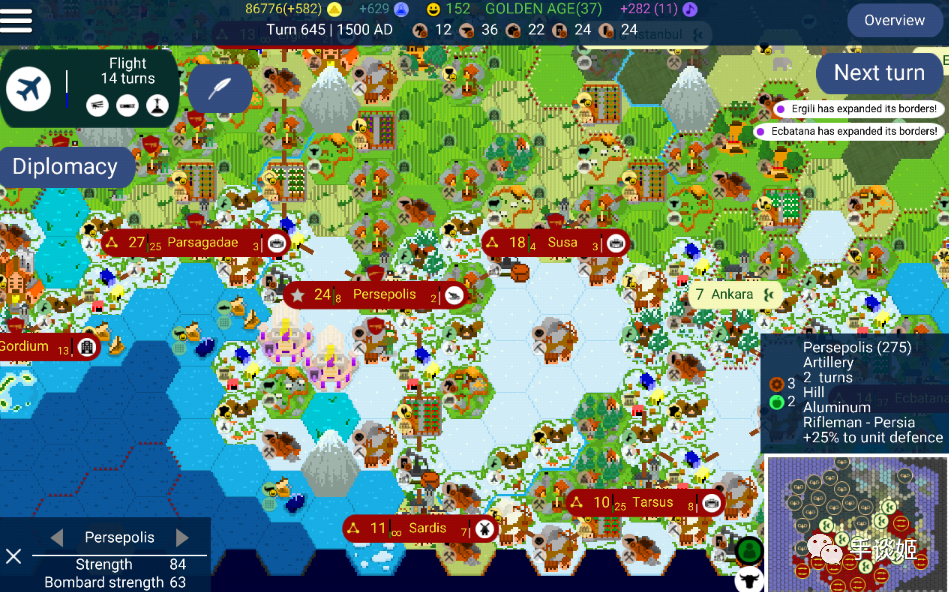 86776(+582) +629 152 GOLDEN AGE(37) +282 (11)
Turn 645 | 1500 AD 12 36 22 24 24
Overview
Flight
14 turns
Next turn
Ergili has expanded its borders!
Ecbatana has expanded its borders!
Diplomacy
13 Istanbul
27 25 Parsagadae 3
18 4 Susa 3
24 8 Persepolis 2
7 Ankara
Gordium 13
Persepolis (275)
Artillery
2 turns
3 Hill
2 Aluminum
Rifleman - Persia
+25% to unit defence
14 Ecbatana
10 25 Tarsus 8
11 ∞ Sardis 7
Persepolis
Strength 84
Bombard strength 63
手谈姬